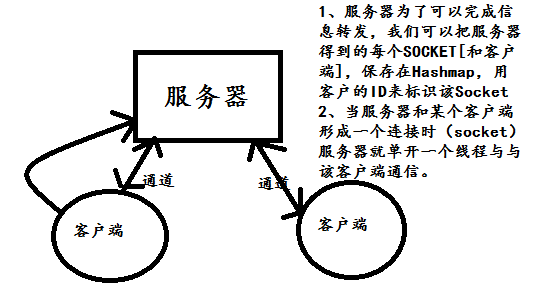 1、服务器为了可以完成信
息转发，我们可以把服务器
得到的每个SOCKET[和客户
端]，保存在Hashmap，用
客户的ID来标识该Socket
2、当服务器和某个客户端
形成一个连接时（socket）
服务器就单开一个线程与与
该客户端通信。
服务器
通道
通道
客户端
客户端